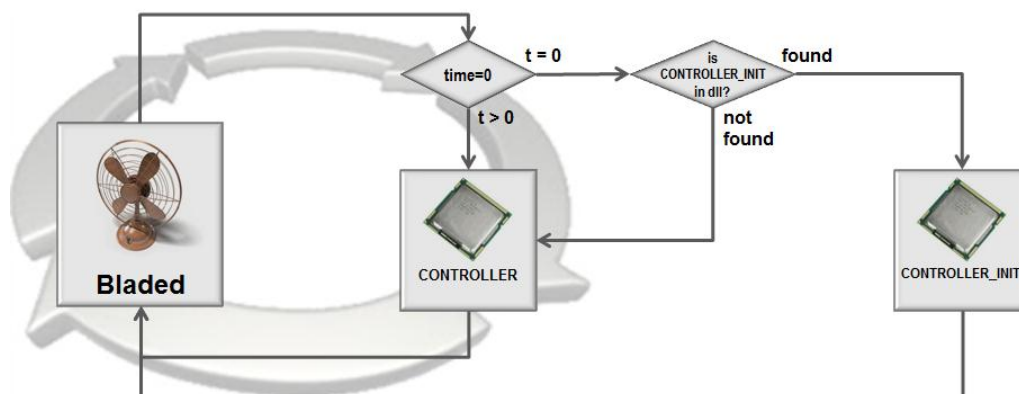 time=0
t = 0
is
CONTROLLER_INIT
in dll?
found
t > 0
not
found
Bladed
CONTROLLER
CONTROLLER_INIT